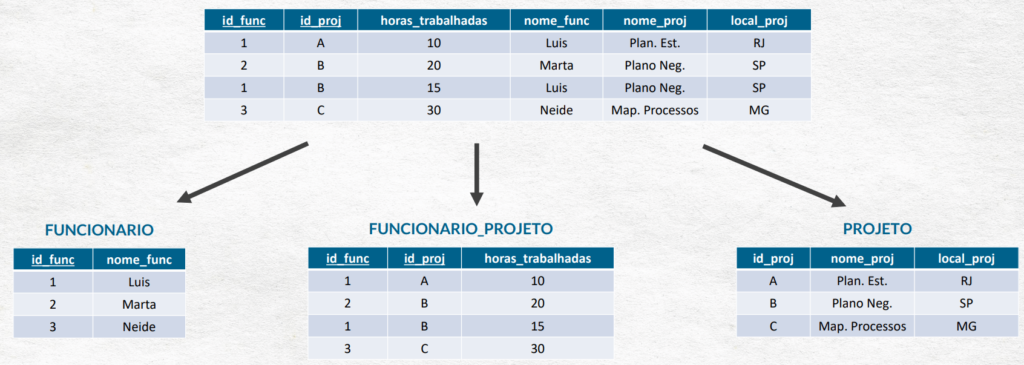 id_func id_proj horas_trabalhadas nome_func nome_proj local_proj
1 A 10 Luis Plan. Est. RJ
2 B 20 Marta Plano Neg. SP
1 B 15 Luis Plano Neg. SP
3 C 30 Neide Map. Processos MG
FUNCIONARIO
id_func nome_func
1 Luis
2 Marta
3 Neide
FUNCIONARIO_PROJETO
id_func id_proj horas_trabalhadas
1 A 10
2 B 20
1 B 15
3 C 30
PROJETO
id_proj nome_proj local_proj
A Plan. Est. RJ
B Plano Neg. SP
C Map. Processos MG